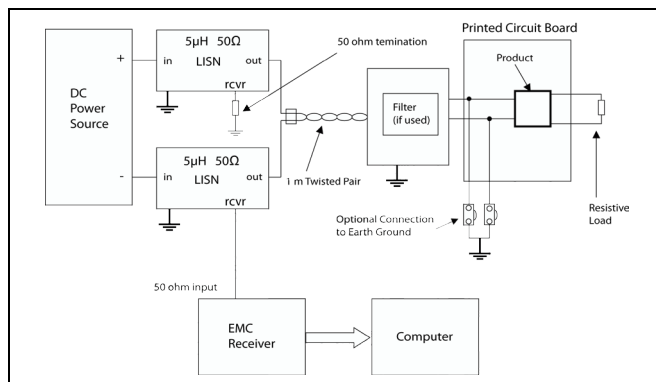 Printed Circuit Board
5μH 50Ω
LISN
in
out
rcvr
50 ohm temination
Product
+
DC
Power
Source
-
Filter
(if used)
5μH 50Ω
LISN
in
out
rcvr
1 m Twisted Pair
Optional Connection
to Earth Ground
Resistive
Load
50 ohm input
EMC
Receiver
Computer